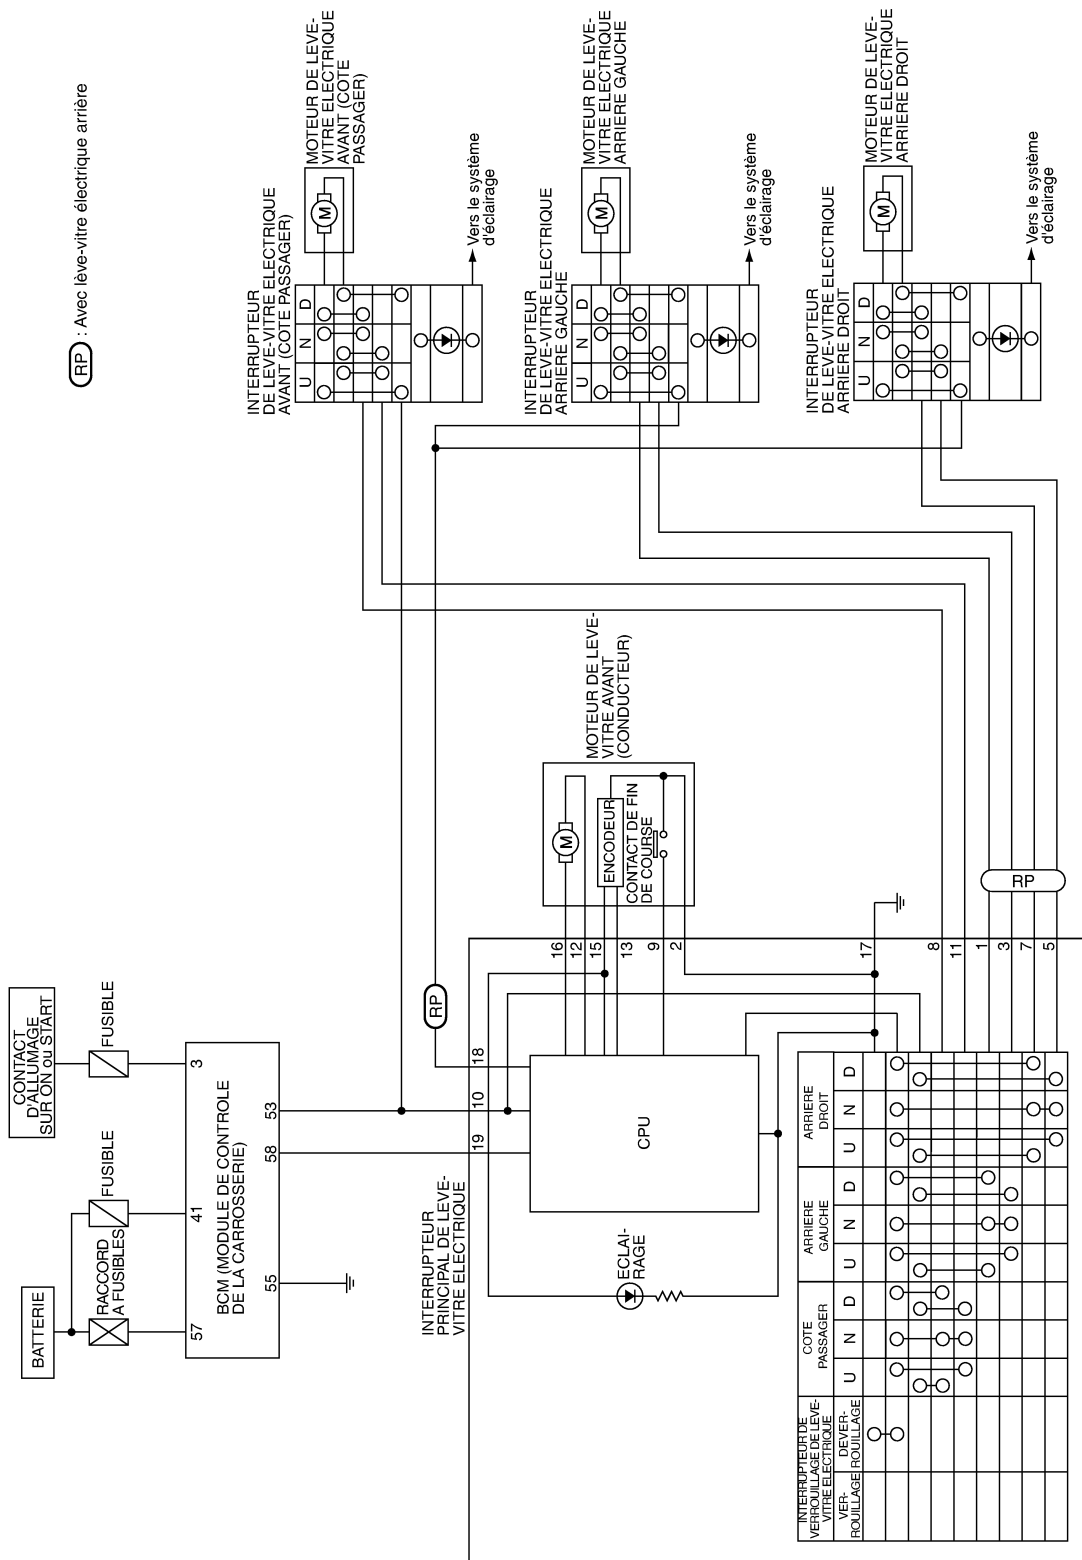 RP : Avec lève-vitre électrique arrière
CONTACT
D'ALLUMAGE
SUR ON ou START
FUSIBLE
BATTERIE
RACCORD
A FUSIBLES
FUSIBLE
57
41
3
BCM (MODULE DE CONTROLE
DE LA CARROSSERIE)
55
58
53
INTERRUPTEUR
DE LEVE-VITRE ELECTRIQUE
AVANT (COTE PASSAGER)
U
N
D
MOTEUR DE LEVE-
VITRE ELECTRIQUE
AVANT (COTE
PASSAGER)
M
Vers le système
d'éclairage
INTERRUPTEUR
DE LEVE-VITRE ELECTRIQUE
ARRIERE GAUCHE
U
N
D
MOTEUR DE LEVE-
VITRE ELECTRIQUE
ARRIERE GAUCHE
M
Vers le système
d'éclairage
INTERRUPTEUR
DE LEVE-VITRE ELECTRIQUE
ARRIERE DROIT
U
N
D
MOTEUR DE LEVE-
VITRE ELECTRIQUE
ARRIERE DROIT
M
Vers le système
d'éclairage
INTERRUPTEUR
PRINCIPAL DE LEVE-
VITRE ELECTRIQUE
19
10
18
RP
CPU
ECLAI-
RAGE
MOTEUR DE LEVE-
VITRE AVANT
(CONDUCTEUR)
M
ENCODEUR
CONTACT DE FIN
DE COURSE
16
12
15
13
9
2
17
8
11
1
3
7
5
RP
INTERRUPTEUR DE
VERROUILLAGE DE LEVE-
VITRE ELECTRIQUE
VER-
ROUILLAGE
DEVER-
ROUILLAGE
COTE
PASSAGER
U
N
D
ARRIERE
GAUCHE
U
N
D
ARRIERE
DROIT
U
N
D